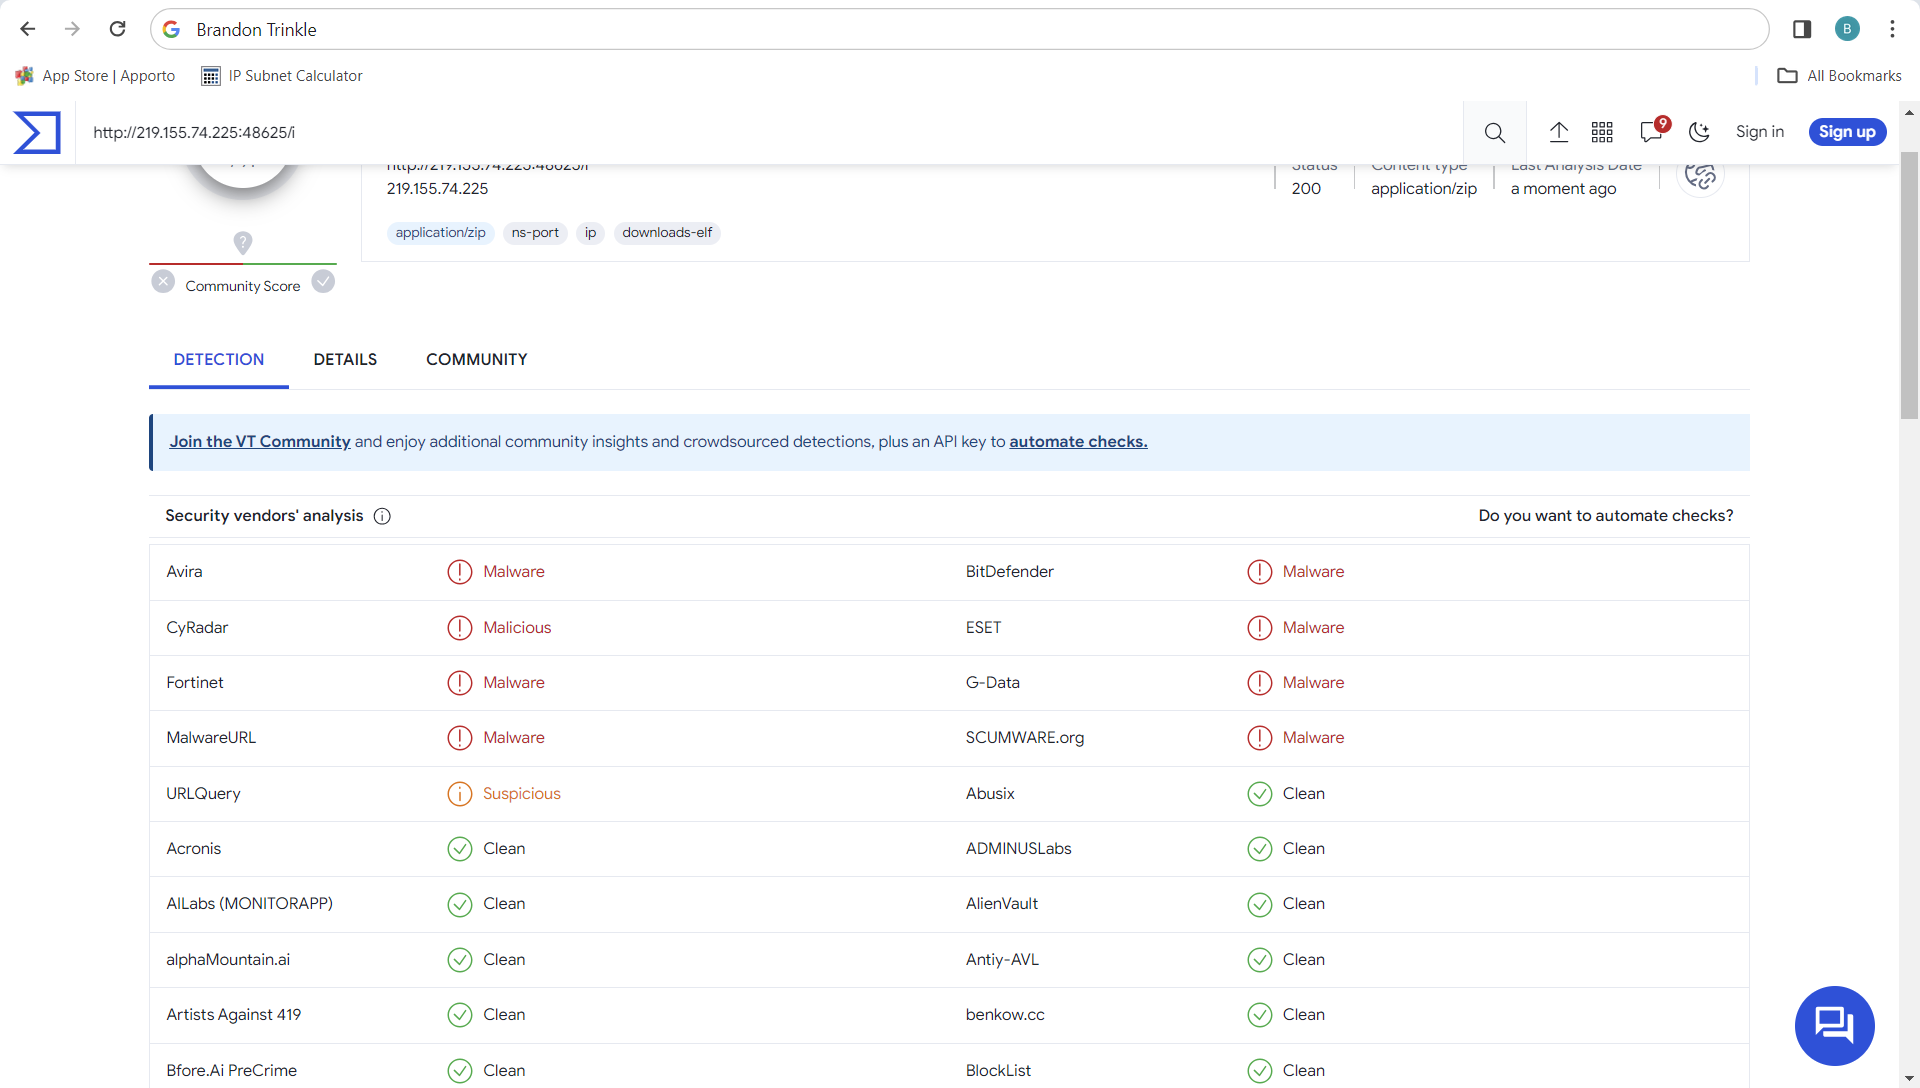 Brandon Trinkle
B
App Store | Apporto
IP Subnet Calculator
All Bookmarks
http://219.155.74.225:48625/i
9
Sign in
Sign up
http://219.155.74.225:48625/i
Status
Content type
Last Analysis Date
219.155.74.225
200
application/zip
a moment ago
application/zip
ns-port
ip
downloads-elf
?
Community Score
DETECTION
DETAILS
COMMUNITY
Join the VT Community and enjoy additional community insights and crowdsourced detections, plus an API key to automate checks.
Security vendors' analysis
Do you want to automate checks?
Avira
Malware
BitDefender
Malware
CyRadar
Malicious
ESET
Malware
Fortinet
Malware
G-Data
Malware
MalwareURL
Malware
SCUMWARE.org
Malware
URLQuery
Suspicious
Abusix
Clean
Acronis
Clean
ADMINUSLabs
Clean
AILabs (MONITORAPP)
Clean
AlienVault
Clean
alphaMountain.ai
Clean
Antiy-AVL
Clean
Artists Against 419
Clean
benkow.cc
Clean
Bfore.Ai PreCrime
Clean
BlockList
Clean